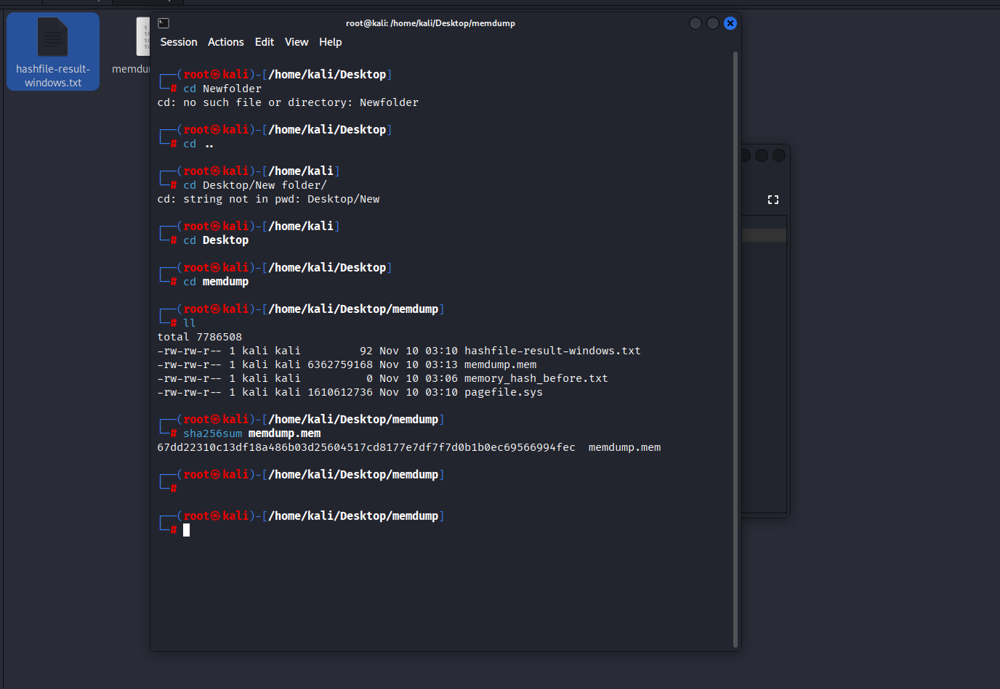 hashfile-result-
windows.txt
root@kali: /home/kali/Desktop/memdump
Session Actions Edit View Help
┌──(root㉿kali)-[/home/kali/Desktop]
└─# cd Newfolder
cd: no such file or directory: Newfolder
┌──(root㉿kali)-[/home/kali/Desktop]
└─# cd ..
┌──(root㉿kali)-[/home/kali]
└─# cd Desktop/New folder/
cd: string not in pwd: Desktop/New
┌──(root㉿kali)-[/home/kali]
└─# cd Desktop
┌──(root㉿kali)-[/home/kali/Desktop]
└─# cd memdump
┌──(root㉿kali)-[/home/kali/Desktop/memdump]
└─# ll
total 7786508
-rw-rw-r-- 1 kali kali         92 Nov 10 03:10 hashfile-result-windows.txt
-rw-rw-r-- 1 kali kali 6362759168 Nov 10 03:13 memdump.mem
-rw-rw-r-- 1 kali kali          0 Nov 10 03:06 memory_hash_before.txt
-rw-rw-r-- 1 kali kali 1610612736 Nov 10 03:10 pagefile.sys
┌──(root㉿kali)-[/home/kali/Desktop/memdump]
└─# sha256sum memdump.mem
67dd22310c13df18a486b03d25604517cd8177e7df7f7d0b1b0ec69566994fec  memdump.mem
┌──(root㉿kali)-[/home/kali/Desktop/memdump]
└─#
┌──(root㉿kali)-[/home/kali/Desktop/memdump]
└─#